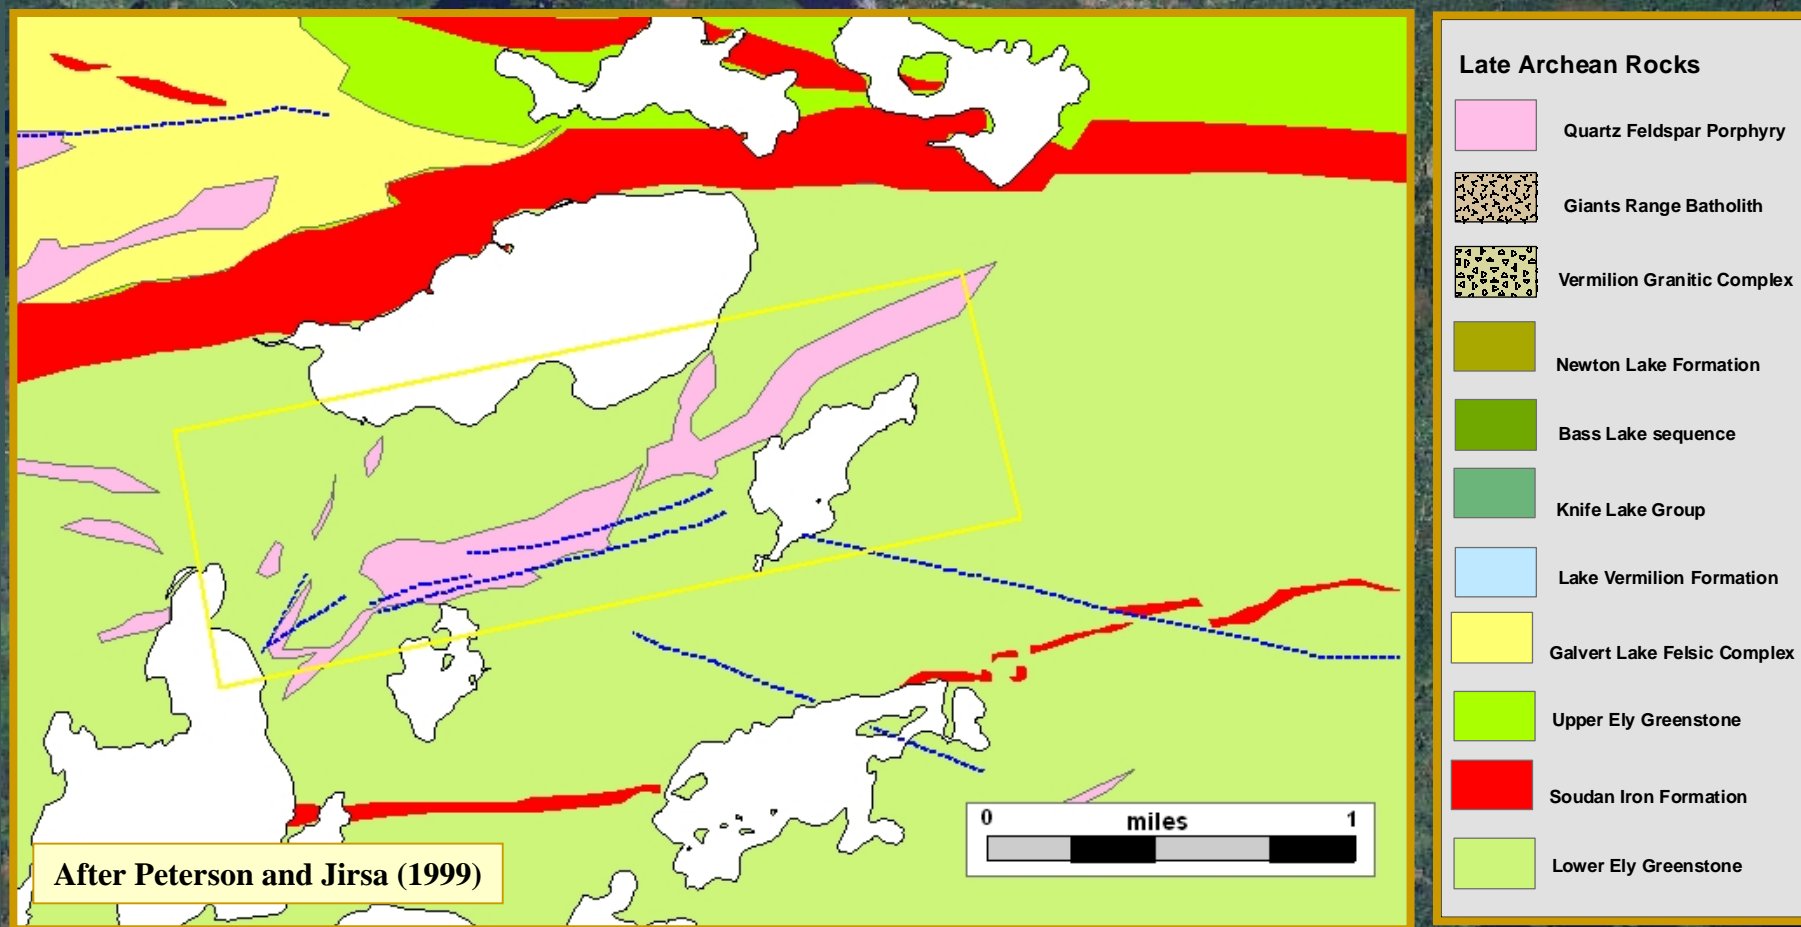 Late Archean Rocks
Quartz Feldspar Porphyry
Giants Range Batholith
Vermilion Granitic Complex
Newton Lake Formation
Bass Lake sequence
Knife Lake Group
Lake Vermilion Formation
Galvert Lake Felsic Complex
Upper Ely Greenstone
Soudan Iron Formation
Lower Ely Greenstone
0 miles 1
After Peterson and Jirsa (1999)